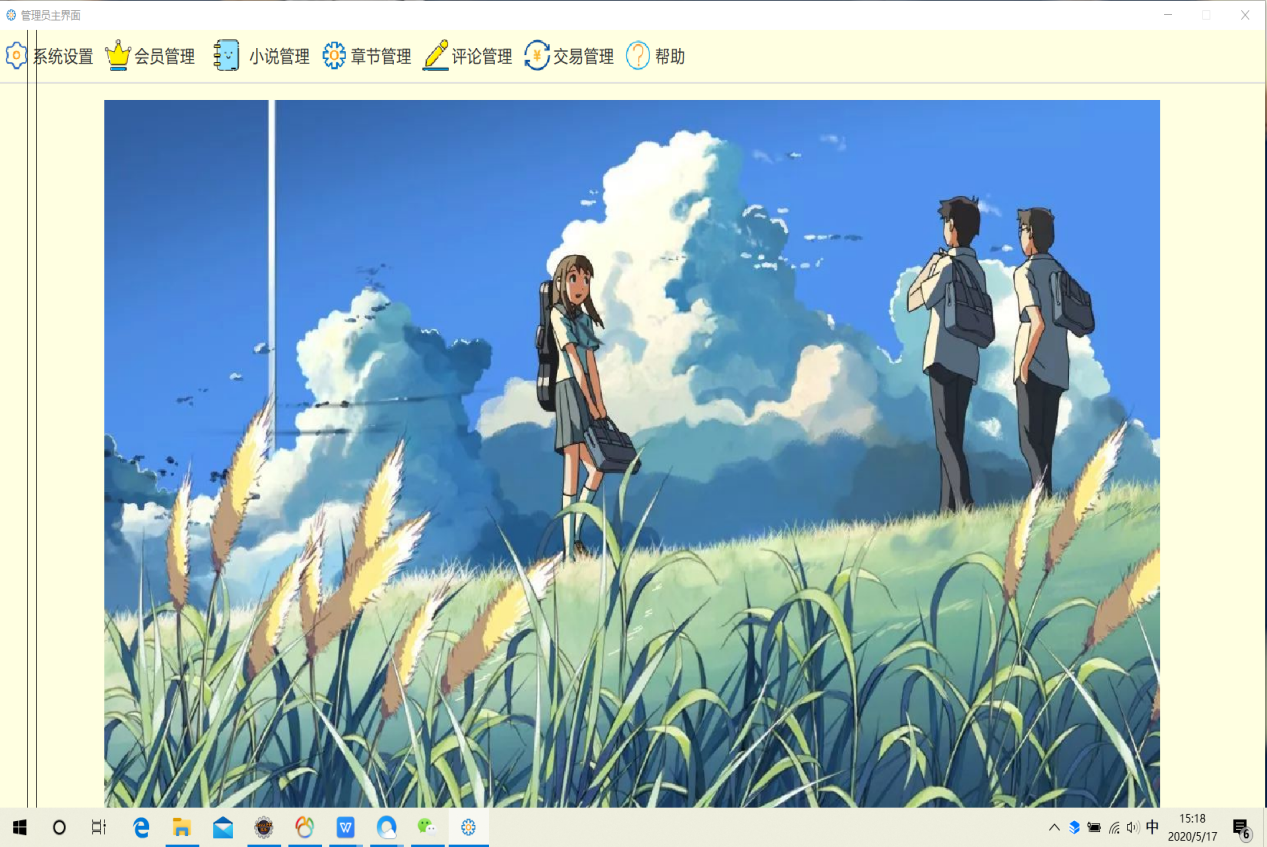 管理员主界面
系统设置 会员管理 小说管理 章节管理 评论管理 交易管理 帮助
中
15:18
2020/5/17
6